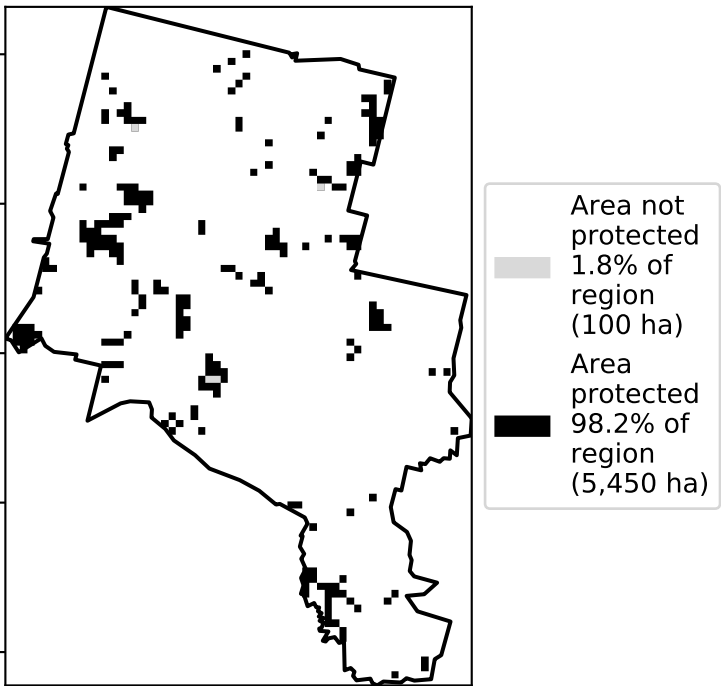 Area not
protected
1.8% of
region
(100 ha)
Area
protected
98.2% of
region
(5,450 ha)